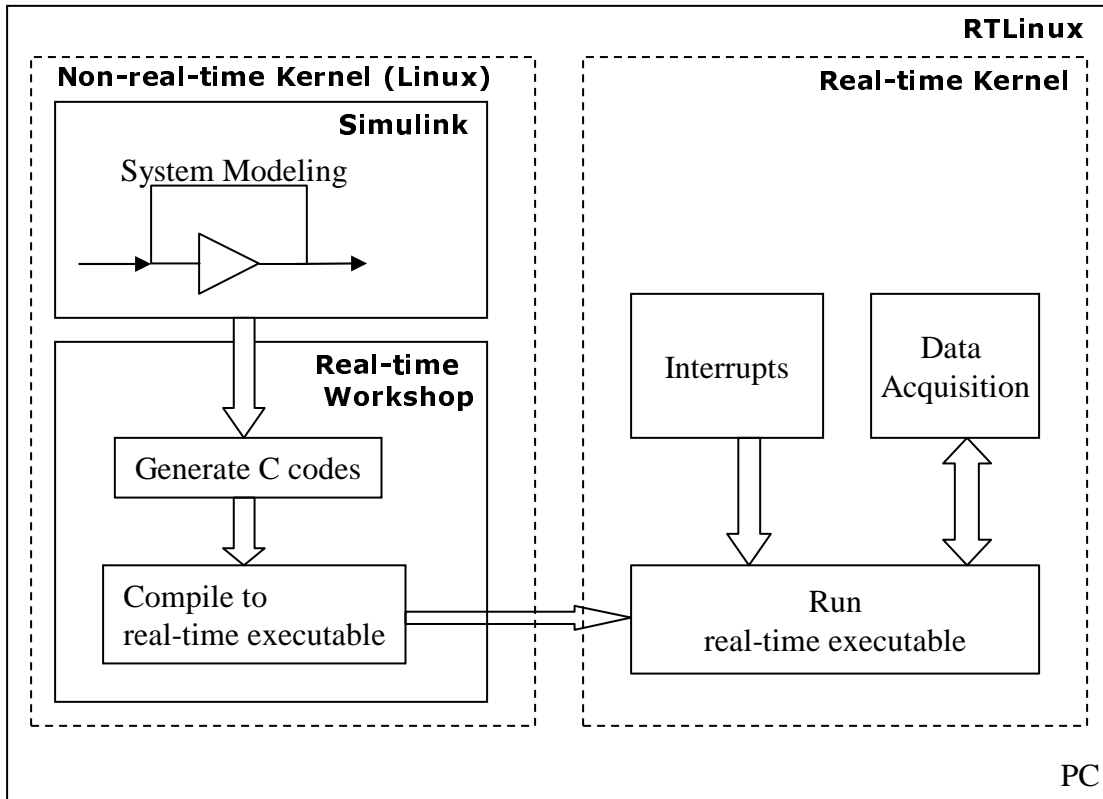 RTLinux
Non-real-time Kernel (Linux)
Simulink
System Modeling
Real-time
Workshop
Generate C codes
Compile to
real-time executable
Real-time Kernel
Interrupts
Data
Acquisition
Run
real-time executable
PC